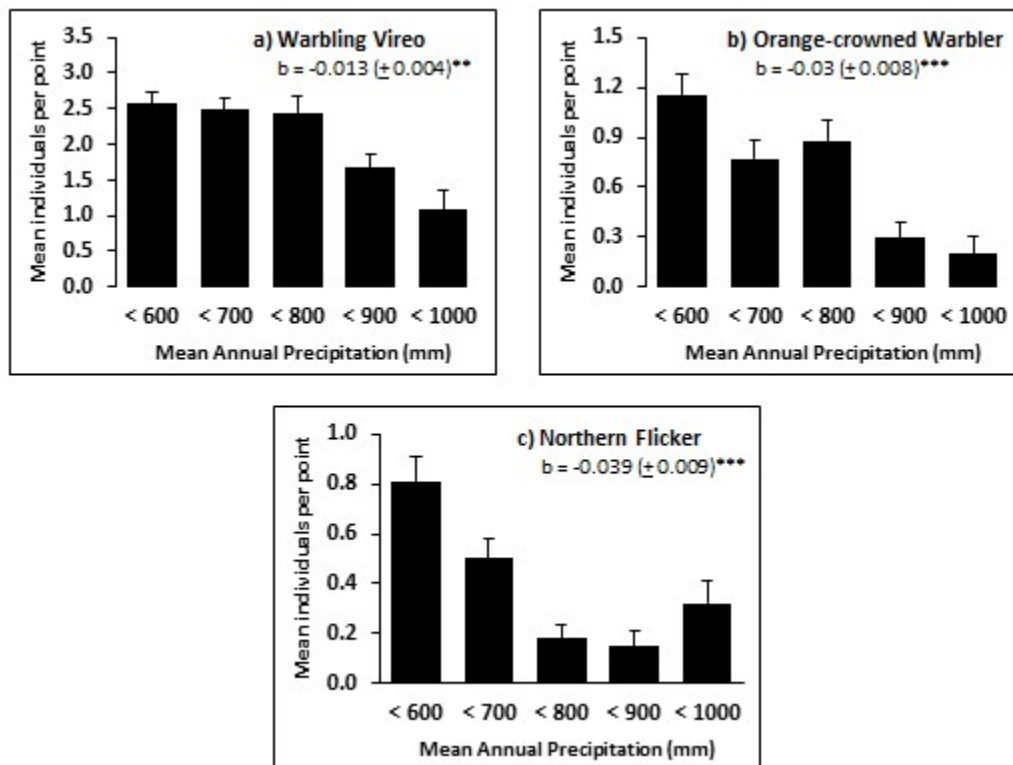 a) Warbling Vireo
b = -0.013 (± 0.004)**
Mean individuals per point
3.5
3.0
2.5
2.0
1.5
1.0
0.5
0.0
< 600 < 700 < 800 < 900 < 1000
Mean Annual Precipitation (mm)
b) Orange-crowned Warbler
b = -0.03 (± 0.008)***
Mean individuals per point
1.5
1.2
0.9
0.6
0.3
0.0
< 600 < 700 < 800 < 900 < 1000
Mean Annual Precipitation (mm)
c) Northern Flicker
b = -0.039 (± 0.009)***
Mean individuals per point
1.0
0.8
0.6
0.4
0.2
0.0
< 600 < 700 < 800 < 900 < 1000
Mean Annual Precipitation (mm)